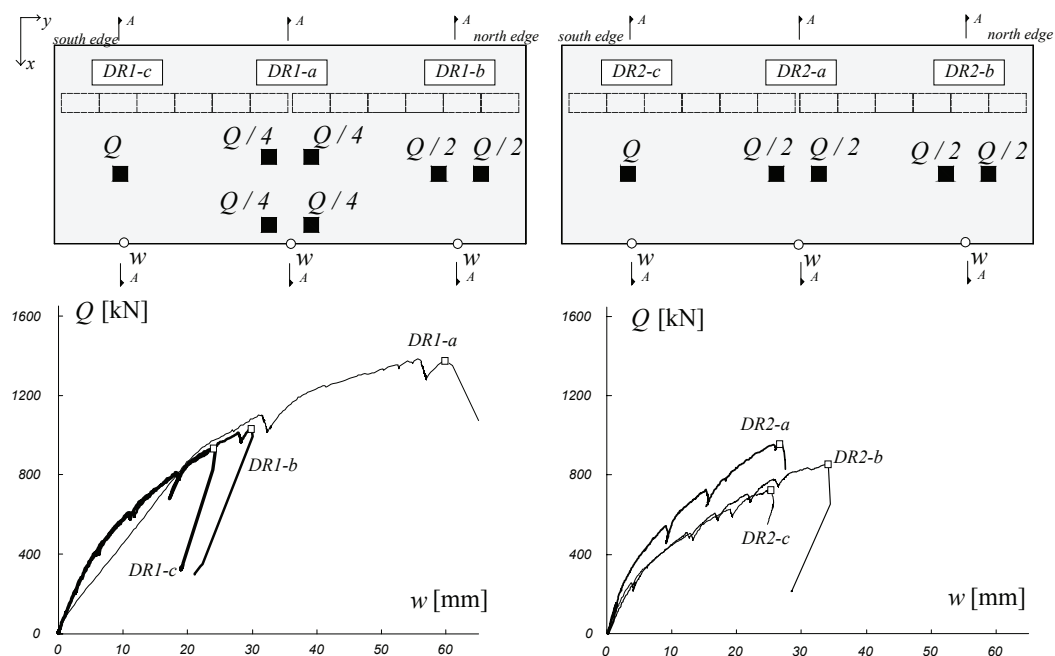 y
x
A A A
south edge
north edge
DR1-c DR1-a DR1-b
Q Q / 4 Q / 4 Q / 2 Q / 2
Q / 4 Q / 4
w w w
A A A
A A A
south edge
north edge
DR2-c DR2-a DR2-b
Q Q / 2 Q / 2 Q / 2 Q / 2
w w w
A A A
Q [kN]
1600
1200
800
400
0
DR1-a
DR1-b
DR1-c
w [mm]
0 10 20 30 40 50 60
Q [kN]
1600
1200
800
400
0
DR2-a
DR2-b
DR2-c
w [mm]
0 10 20 30 40 50 60